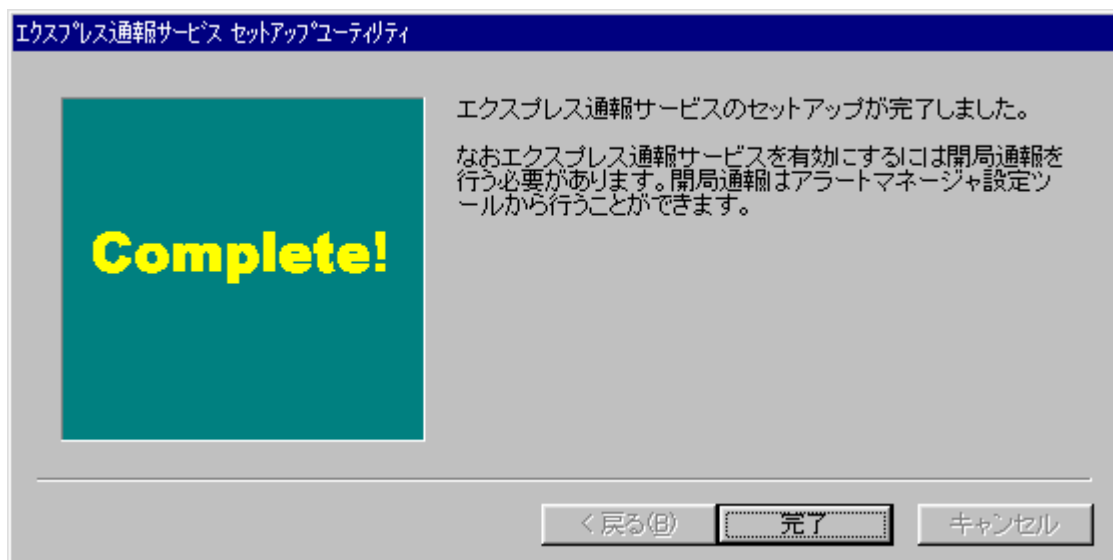 ｴｸｽﾌﾟﾚｽ通報ｻｰﾋﾞｽ ｾｯﾄｱｯﾌﾟﾕｰﾃｨﾘﾃｨ
エクスプレス通報サービスのセットアップが完了しました。
なおエクスプレス通報サービスを有効にするには開局通報を
行う必要があります。開局通報はアラートマネージャ設定ツ
ールから行うことができます。
Complete!
< 戻る(B)
完了
キャンセル